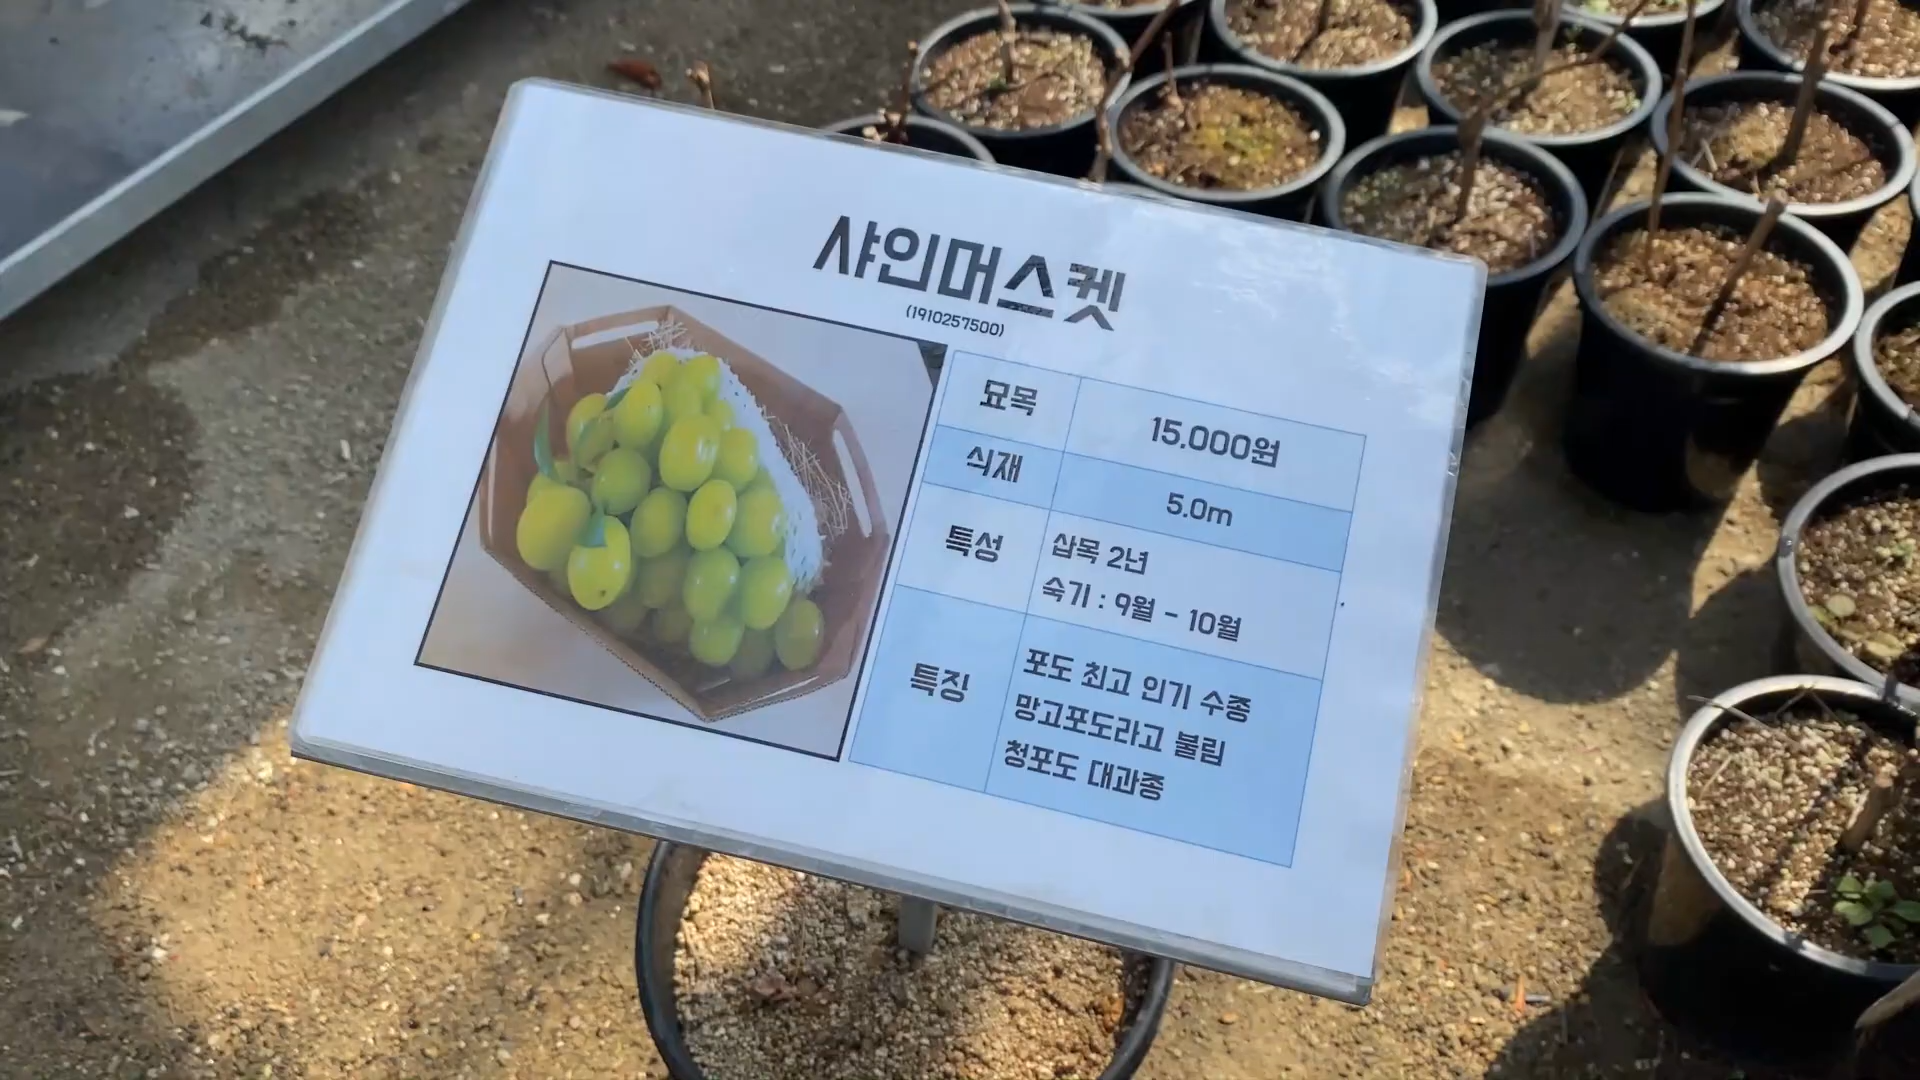 샤인머스켓
(1910257500)
묘목 15,000원
식재 5.0m
특성 삽목 2년
숙기 : 9월 - 10월
특징 포도 최고 인기 수종
망고포도라고 불림
청포도 대과종